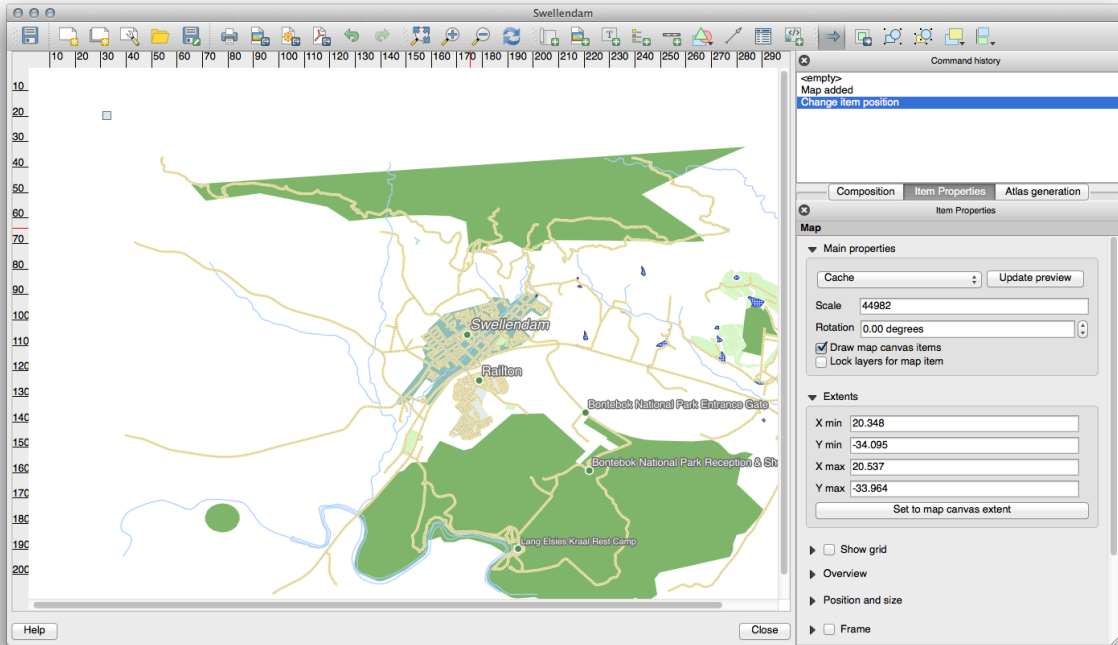 Swellendam
10 20 30 40 50 60 70 80 90 100 110 120 130 140 150 160 170 180 190 200 210 220 230 240 250 260 270 280 290
Command history
<empty>
Map added
Change item position
10
20
30
40
50
60
70
80
90
100
110
120
130
140
150
160
170
180
190
200
Swellendam
Railton
Bontebok National Park Entrance Gate
Bontebok National Park Reception & Sh
Lang Elsies Kraal Rest Camp
Composition Item Properties Atlas generation
Item Properties
Map
Main properties
Cache Update preview
Scale 44982
Rotation 0.00 degrees
Draw map canvas items
Lock layers for map item
Extents
X min 20.348
Y min -34.095
X max 20.537
Y max -33.964
Set to map canvas extent
Show grid
Overview
Position and size
Frame
Help Close